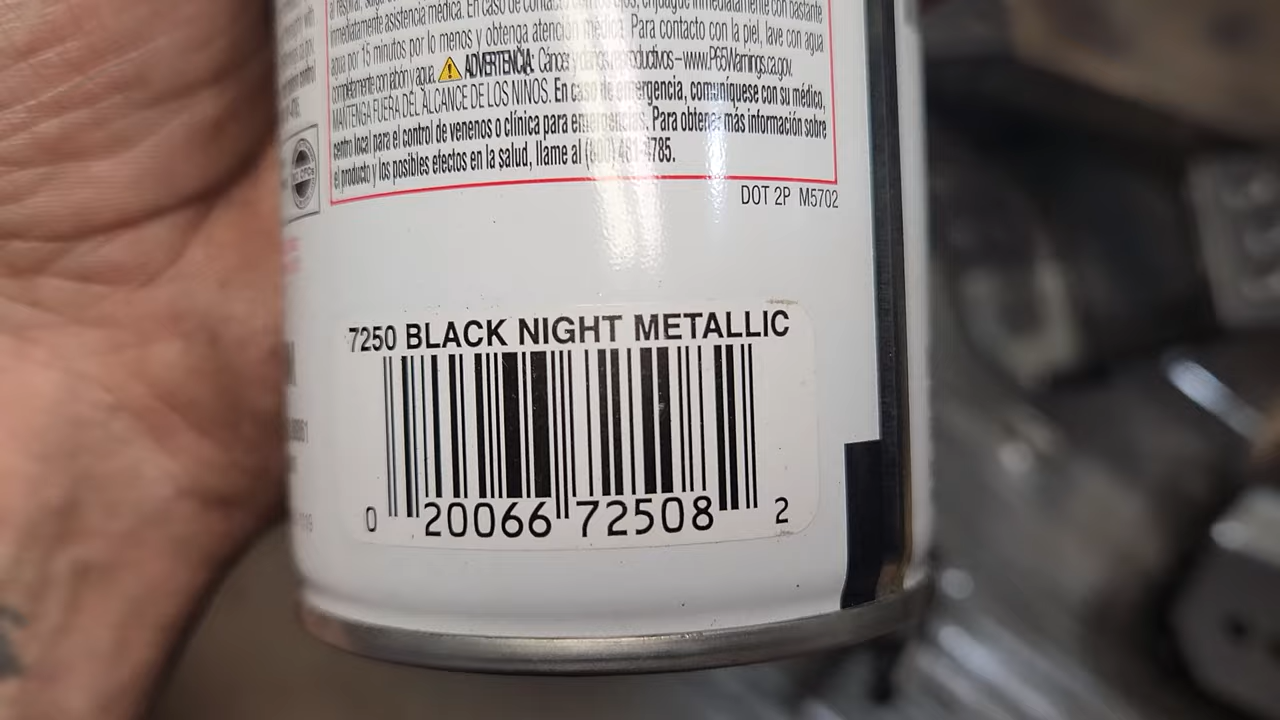 inmediatamente asistencia médica. En caso de contacto con los ojos, enjuague inmediatamente con bastante
agua por 15 minutos por lo menos y obtenga atención médica. Para contacto con la piel, lave con agua
completamente con jabón y agua. ADVERTENCIA: Cáncer y daños reproductivos – www.P65Warnings.ca.gov.
MANTENGA FUERA DEL ALCANCE DE LOS NIÑOS. En caso de emergencia, comuníquese con su médico,
centro local para el control de venenos o clínica para emergencias. Para obtener más información sobre
el producto y los posibles efectos en la salud, llame al (800) 481-4785.
DOT 2P M5702
7250 BLACK NIGHT METALLIC
0 20066 72508 2